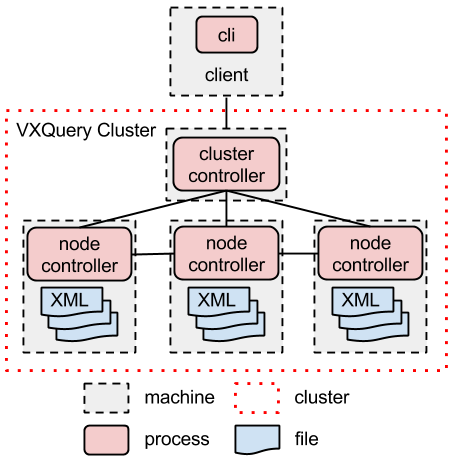 cli
client
VXQuery Cluster
cluster
controller
node
controller
node
controller
node
controller
XML
XML
XML
machine
cluster
process
file